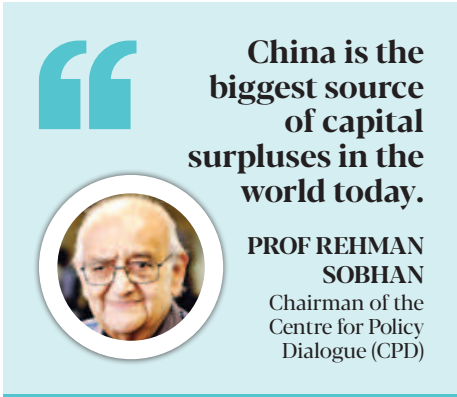 China is the
biggest source
of capital
surpluses in the
world today.
PROF REHMAN
SOBHAN
Chairman of the
Centre for Policy
Dialogue (CPD)